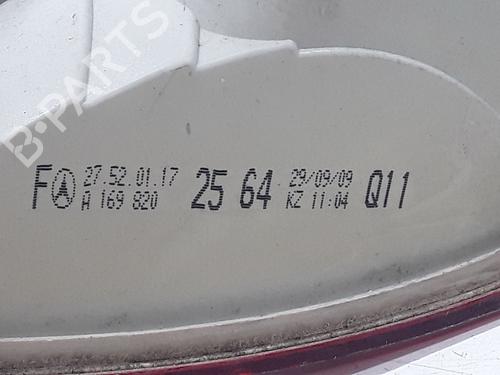 B-PARTS
F 27.52.01.17 25 64 29/09/09 Q11
A 169 820 KZ 11:04